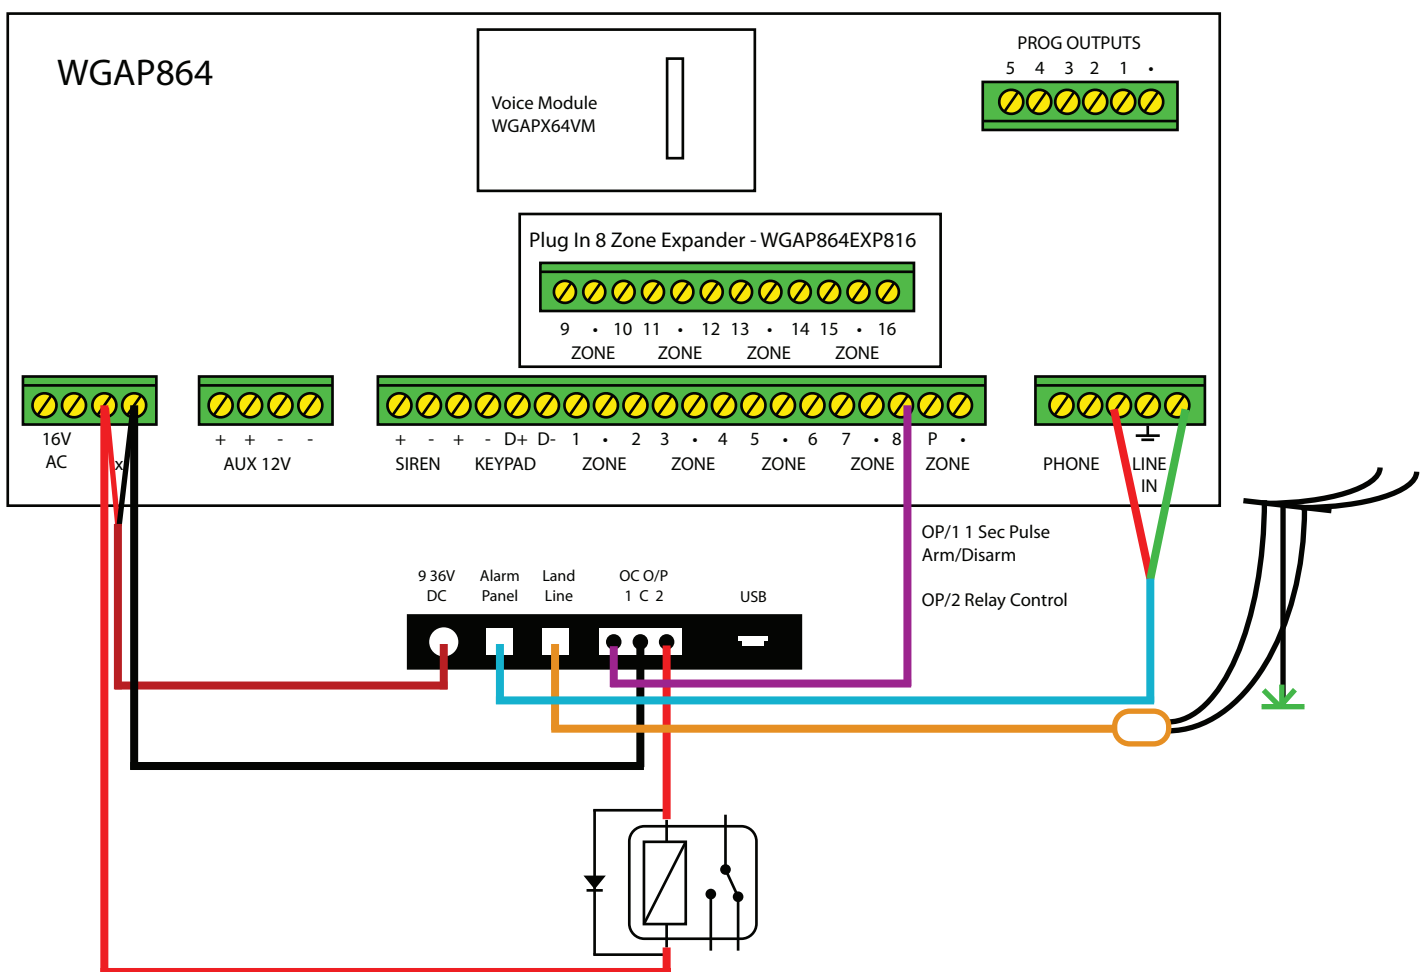 WGAP864
Voice Module
WGAPX64VM
PROG OUTPUTS
5 4 3 2 1 •
Plug In 8 Zone Expander - WGAP864EXP816
9 • 10 11 • 12 13 • 14 15 • 16
ZONE ZONE ZONE ZONE
16V
AC
x
+ + - -
AUX 12V
+ - + - D+ D- 1 • 2 3 • 4 5 • 6 7 • 8 P •
SIREN KEYPAD ZONE ZONE ZONE ZONE ZONE
PHONE LINE
IN
OP/1 1 Sec Pulse
Arm/Disarm
OP/2 Relay Control
9 36V
DC
Alarm
Panel
Land
Line
OC O/P
1 C 2
USB